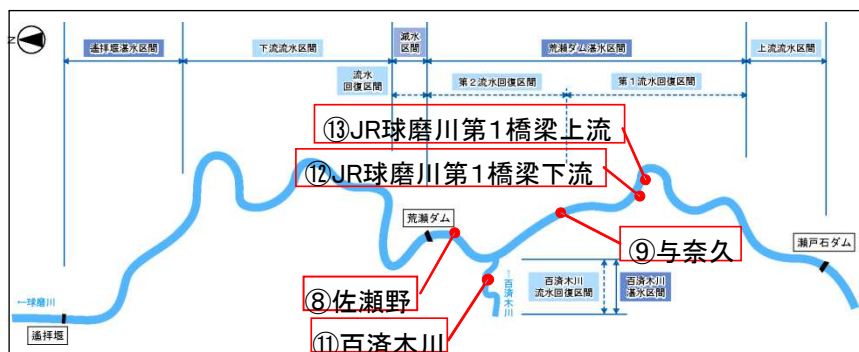 N
遙拝堰湛水区間
下流流水区間
減水
区間
荒瀬ダム湛水区間
上流流水区間
流水
回復区間
第2流水回復区間
第1流水回復区間
⑬JR球磨川第1橋梁上流
⑫JR球磨川第1橋梁下流
荒瀬ダム
⑨与奈久
瀬戸石ダム
⑧佐瀬野
←球磨川
遙拝堰
↑百済木川
百済木川
流水回復区間
百済木川
湛水区間
⑪百済木川